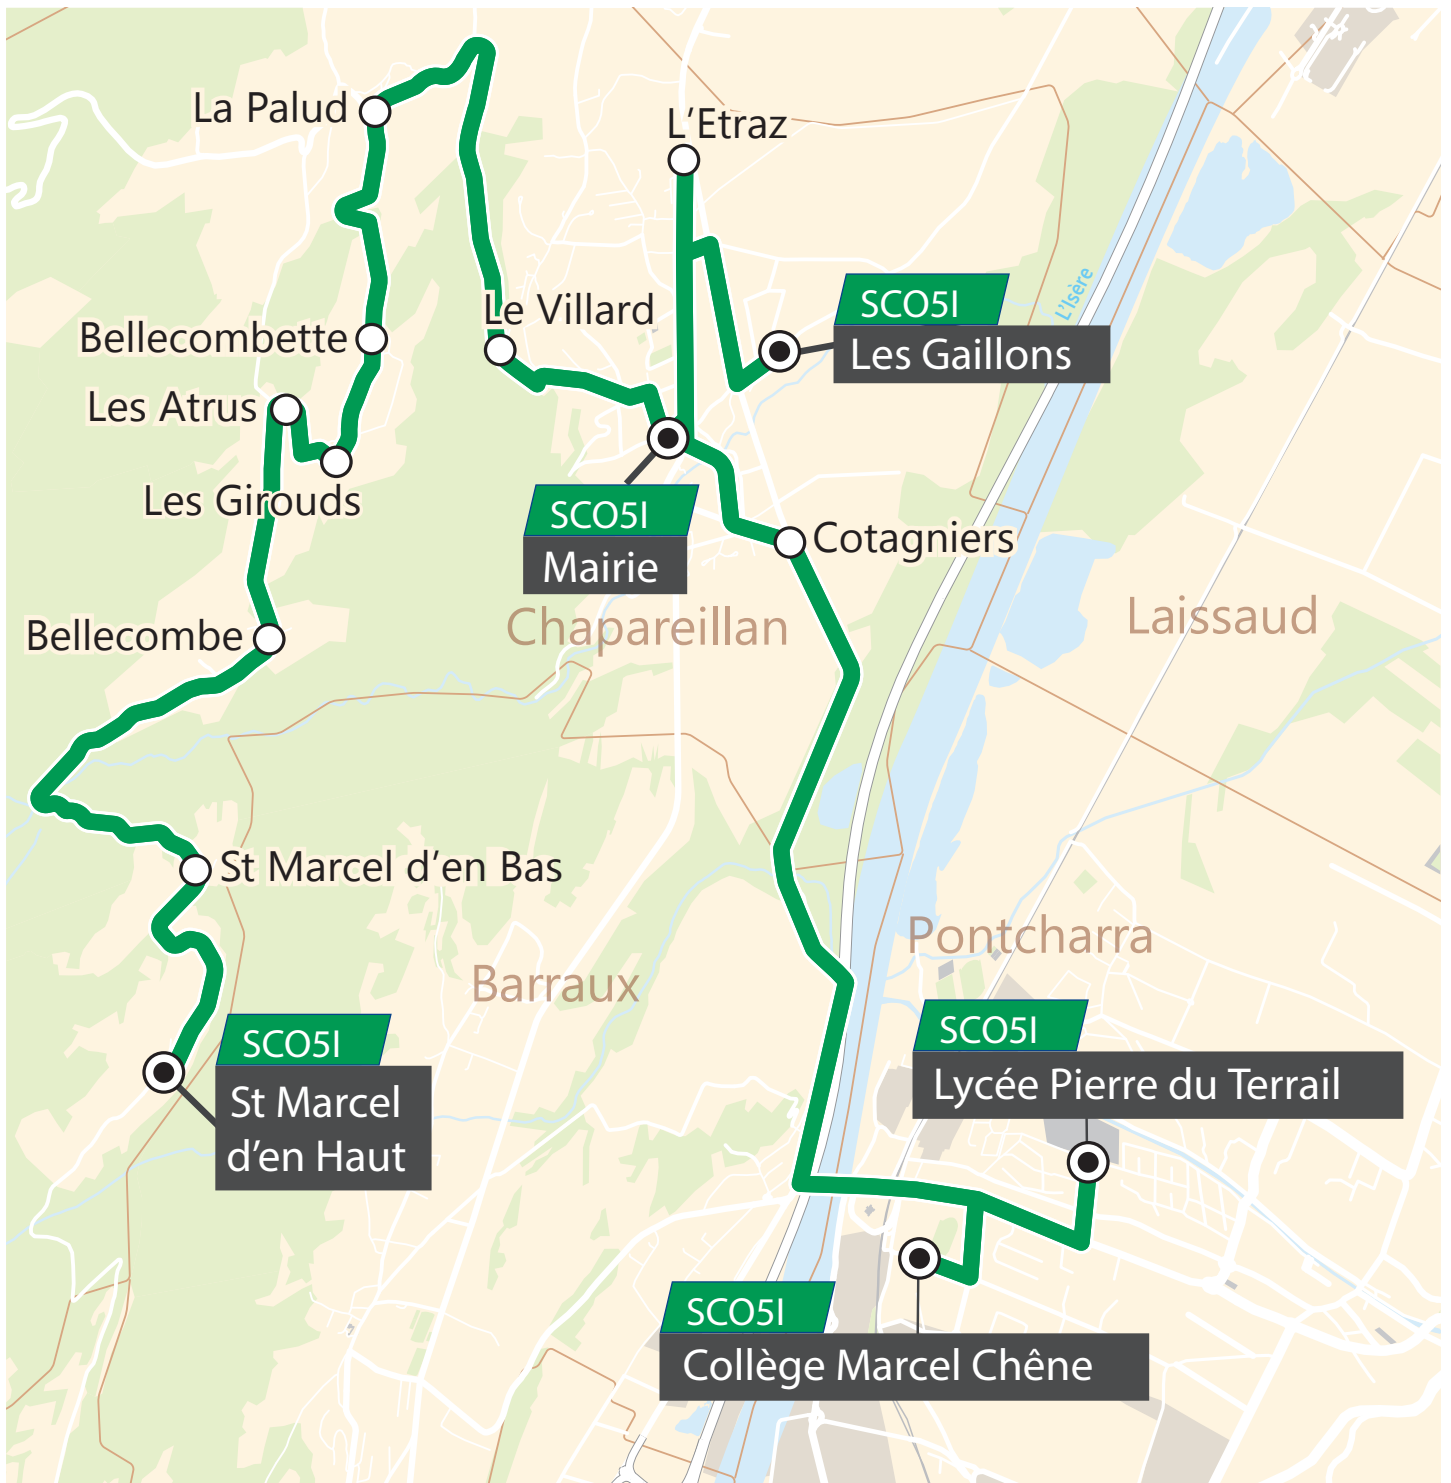 La Palud
L'Etraz
L'Isère
SCO5I
Les Gaillons
Le Villard
Bellecombette
Les Atrus
Les Girouds
SCO5I
Mairie
Cotagniers
Chapareillan
Laissaud
Bellecombe
St Marcel d'en Bas
Pontcharra
Barraux
SCO5I
Lycée Pierre du Terrail
SCO5I
St Marcel
d'en Haut
SCO5I
Collège Marcel Chêne